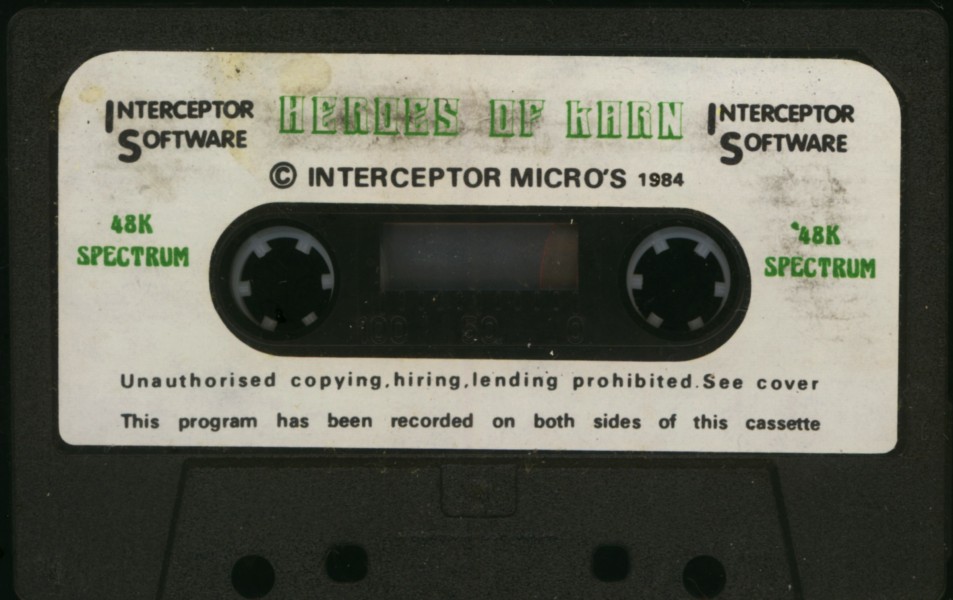 INTERCEPTOR SOFTWARE
HEROES OF KARN
INTERCEPTOR SOFTWARE
© INTERCEPTOR MICRO'S 1984
48K
SPECTRUM
48K
SPECTRUM
Unauthorised copying,hiring,lending prohibited.See cover
This program has been recorded on both sides of this cassette